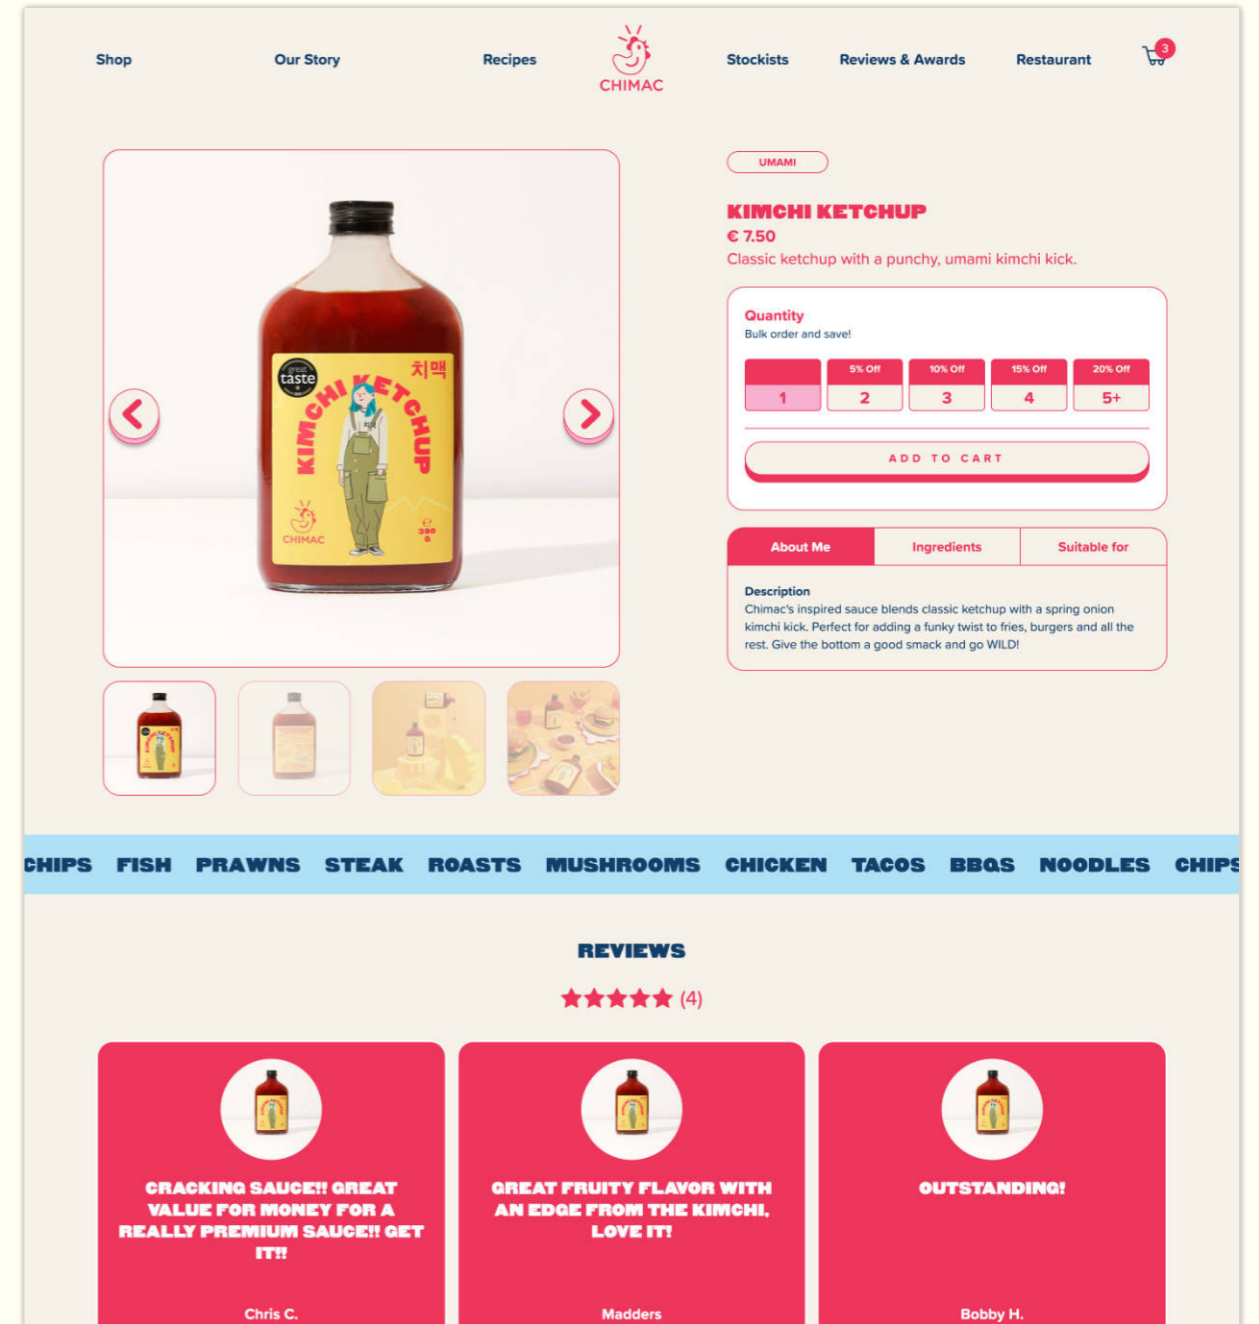 Shop
Our Story
Recipes
CHIMAC
Stockists
Reviews & Awards
Restaurant
3
great
taste
치맥
KIMCHI KETCHUP
CHIMAC
UMAMI
KIMCHI KETCHUP
€ 7.50
Classic ketchup with a punchy, umami kimchi kick.
Quantity
Bulk order and save!
5% Off
10% Off
15% Off
20% Off
1
2
3
4
5+
ADD TO CART
About Me
Ingredients
Suitable for
Description
Chimac's inspired sauce blends classic ketchup with a spring onion
kimchi kick. Perfect for adding a funky twist to fries, burgers and all the
rest. Give the bottom a good smack and go WILD!
CHIPS FISH PRAWNS STEAK ROASTS MUSHROOMS CHICKEN TACOS BBQS NOODLES CHIPS
REVIEWS
(4)
CRACKING SAUCE!! GREAT
VALUE FOR MONEY FOR A
REALLY PREMIUM SAUCE!! GET
IT!!
Chris C.
GREAT FRUITY FLAVOR WITH
AN EDGE FROM THE KIMCHI,
LOVE IT!
Madders
OUTSTANDING!
Bobby H.